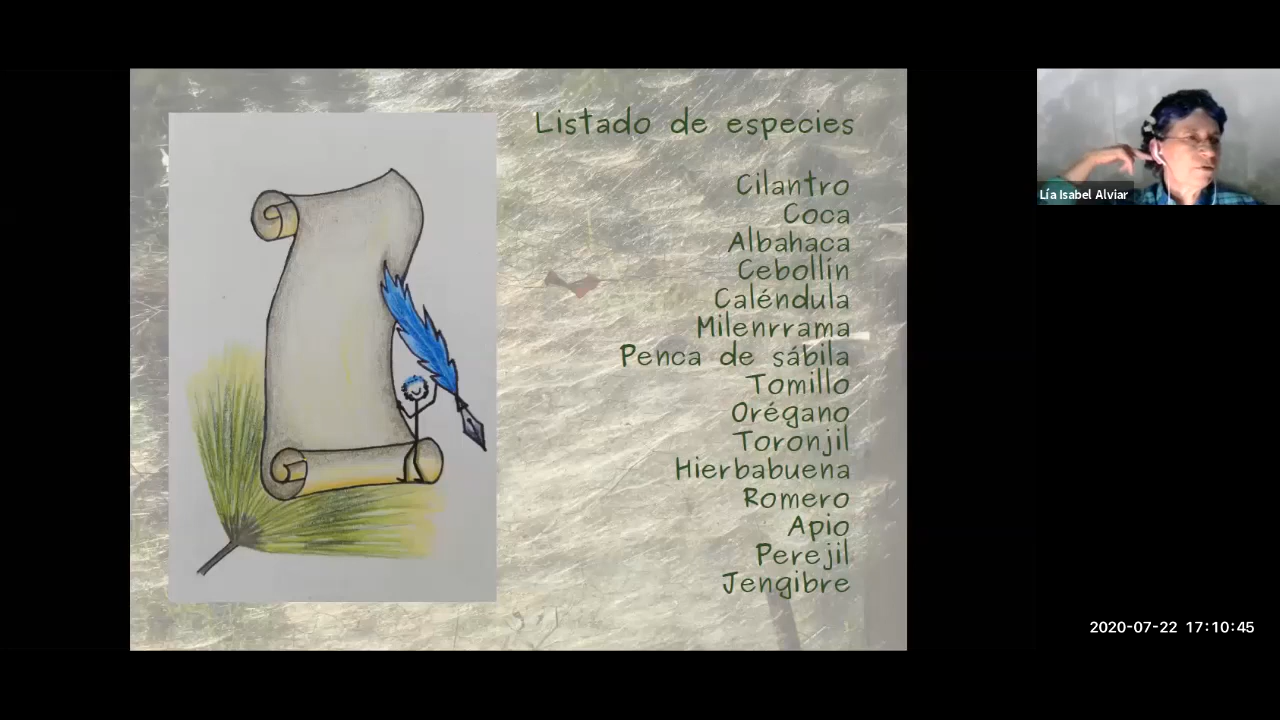 Listado de especies
Cilantro
Coca
Albahaca
Cebollín
Caléndula
Milenrrama
Penca de sábila
Tomillo
Orégano
Toronjil
Hierbabuena
Romero
Apio
Perejil
Jengibre
Lía Isabel Alviar
2020-07-22 17:10:45